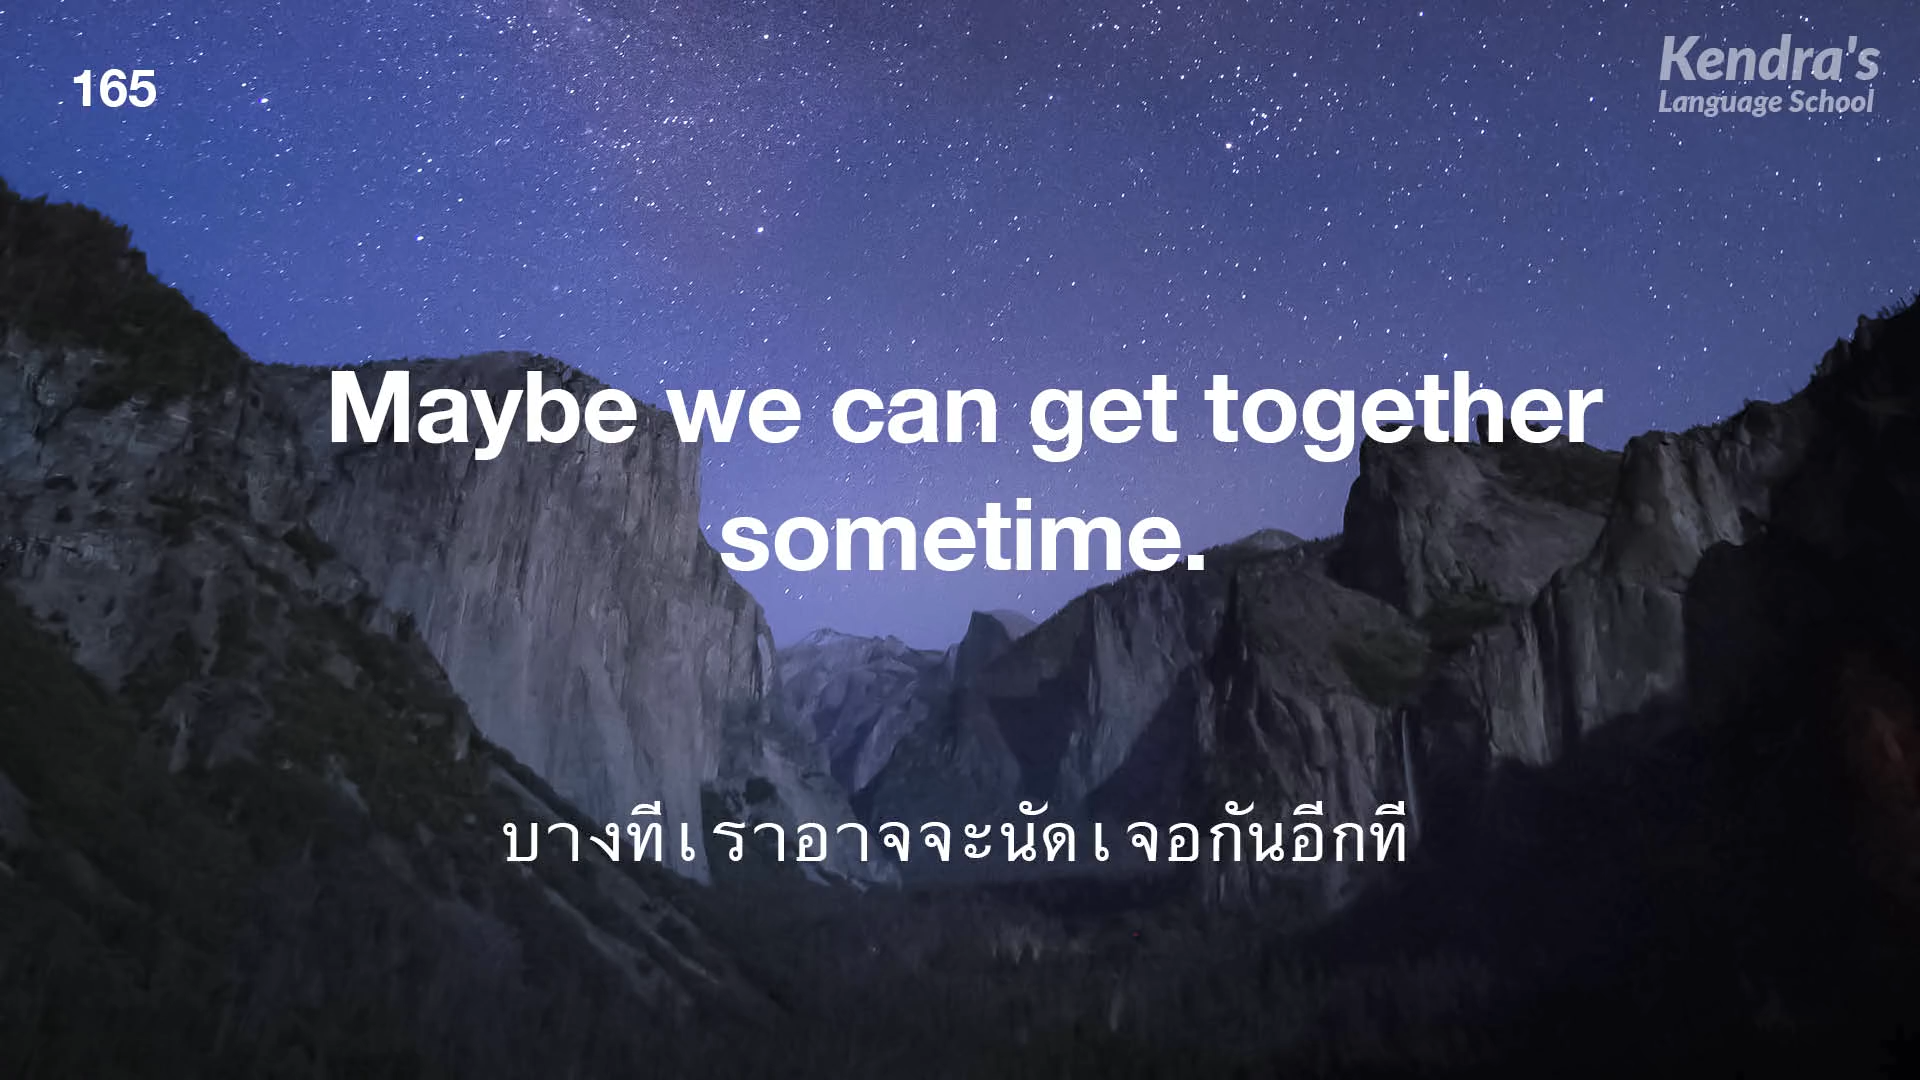 165
Kendra's
Language School
Maybe we can get together
sometime.
บางทีเราอาจจะนัดเจอกันอีกที